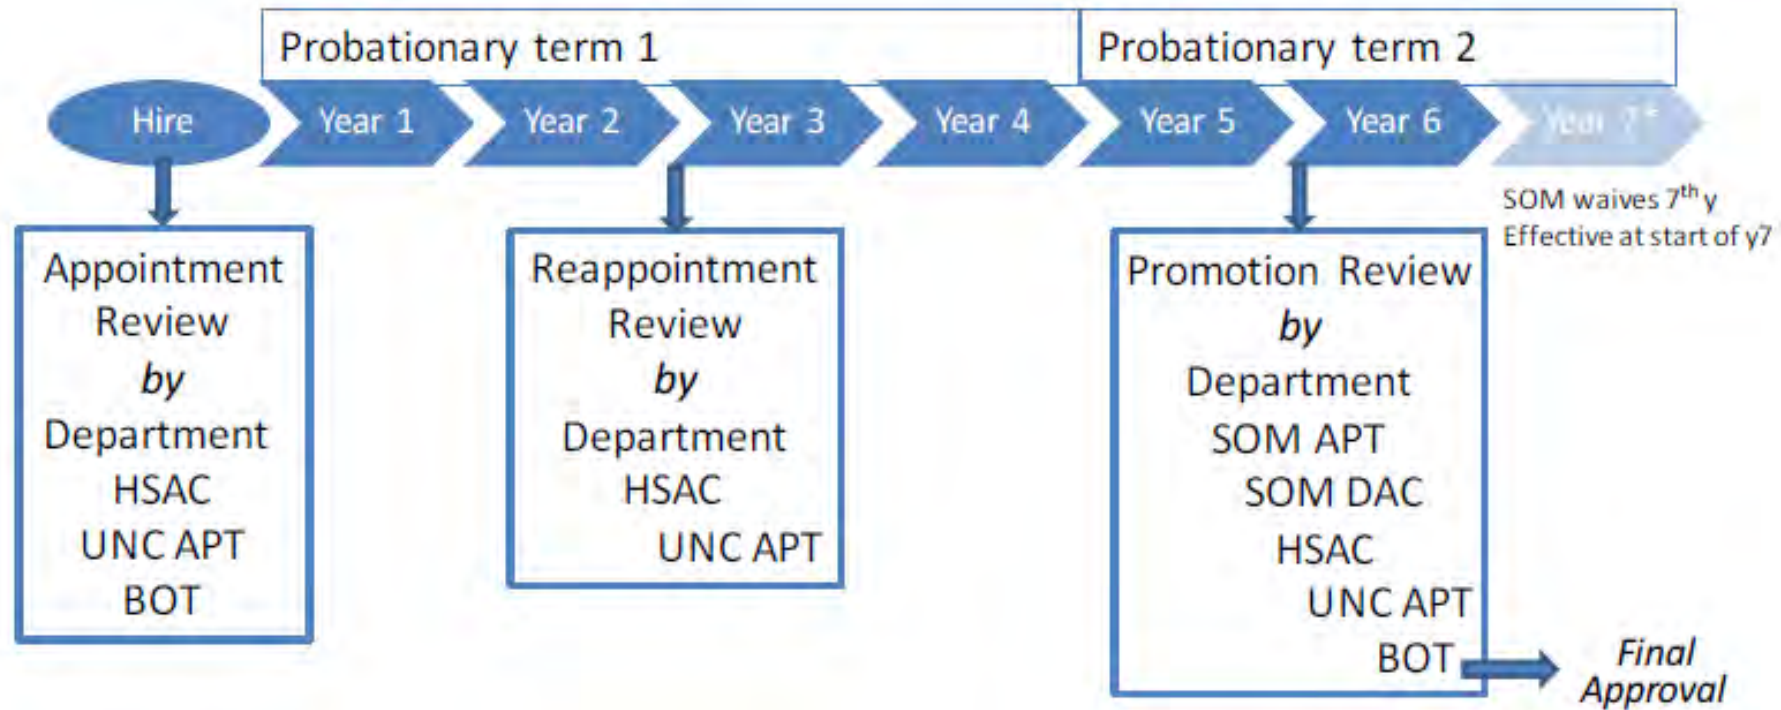 Probationary term 1
Probationary term 2
Hire
Year 1
Year 2
Year 3
Year 4
Year 5
Year 6
Year 7*
SOM waives 7th y
Effective at start of y7
Appointment
Review
by
Department
HSAC
UNC APT
BOT
Reappointment
Review
by
Department
HSAC
UNC APT
Promotion Review
by
Department
SOM APT
SOM DAC
HSAC
UNC APT
BOT
Final
Approval